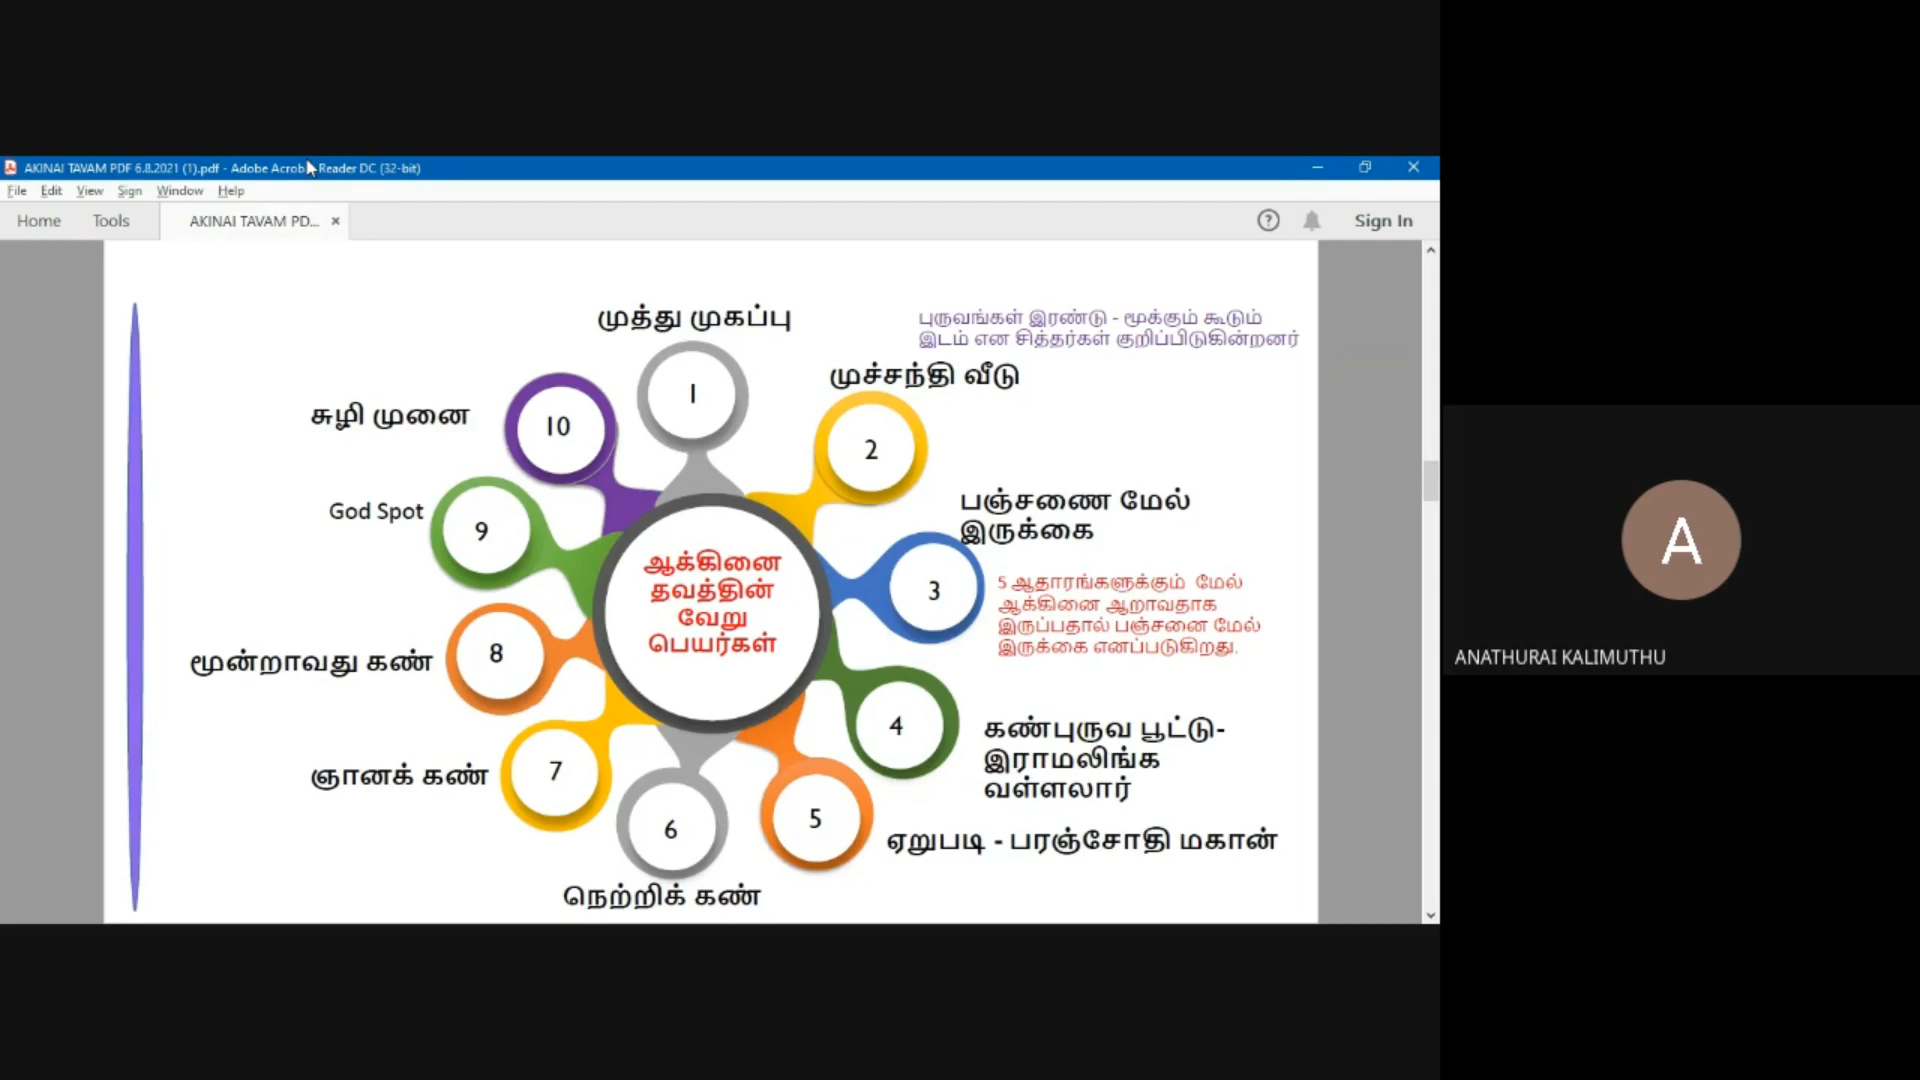 AKINAI TAVAM PDF 6.8.2021 (1).pdf - Adobe Acrob Reader DC (32-bit)
File Edit View Sign Window Help
Home Tools AKINAI TAVAM PD... × Sign In
முத்து முகப்பு
புருவங்கள் இரண்டு - மூக்கும் கூடும்
இடம் என சித்தர்கள் குறிப்பிடுகின்றனர்
முச்சந்தி வீடு
சுழி முனை
1
10
2
பஞ்சணை மேல்
இருக்கை
God Spot
9
3
ஆக்கினை
தவத்தின்
வேறு
பெயர்கள்
5 ஆதாரங்களுக்கும் மேல்
ஆக்கினை ஆறாவதாக
இருப்பதால் பஞ்சனை மேல்
இருக்கை எனப்படுகிறது.
மூன்றாவது கண்
8
4
கண்புருவ பூட்டு-
இராமலிங்க
வள்ளலார்
ஞானக் கண்
7
6
5
ஏறுபடி - பரஞ்சோதி மகான்
நெற்றிக் கண்
A
ANATHURAI KALIMUTHU